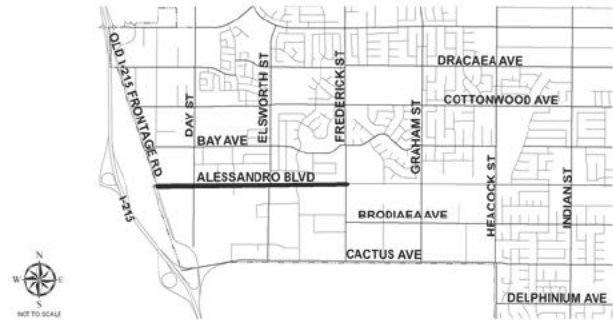 DRACAEA AVE
OLD I-215 FRONTAGE RD
DAY ST
ELSWORTH ST
FREDERICK ST
COTTONWOOD AVE
BAY AVE
GRAHAM ST
ALESSANDRO BLVD
HEACOCK ST
INDIAN ST
I-215
BRODIAEA AVE
CACTUS AVE
N
W E
S
NOT TO SCALE
DELPHINIUM AVE